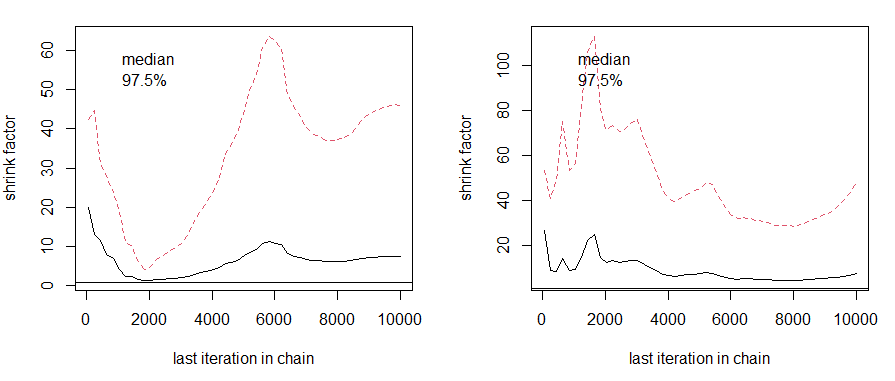 median
97.5%
shrink factor
0 10 20 30 40 50 60
0 2000 4000 6000 8000 10000
last iteration in chain
median
97.5%
shrink factor
20 40 60 80 100
0 2000 4000 6000 8000 10000
last iteration in chain